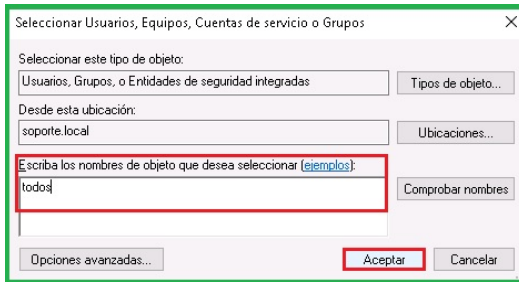 Seleccionar Usuarios, Equipos, Cuentas de servicio o Grupos
Seleccionar este tipo de objeto:
Usuarios, Grupos, o Entidades de seguridad integradas
Tipos de objeto...
Desde esta ubicación:
soporte.local
Ubicaciones...
Escriba los nombres de objeto que desea seleccionar (ejemplos):
todos
Comprobar nombres
Opciones avanzadas...
Aceptar
Cancelar